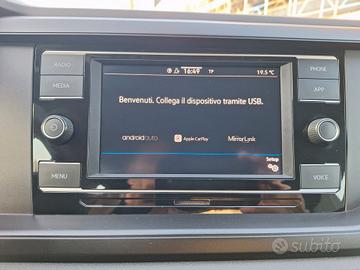 16:49 TP 19.5 °C
RADIO
PHONE
MEDIA
APP
Benvenuti. Collega il dispositivo tramite USB.
androidauto
Apple CarPlay
MirrorLink
Setup
MENU
VOICE
subito